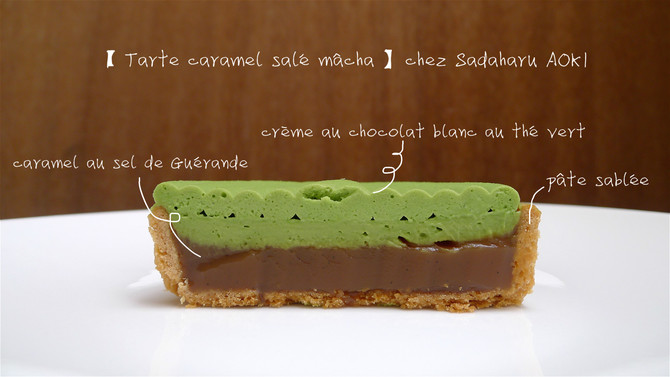 【 Tarte caramel salé mâcha 】 chez Sadaharu AOKI
crème au chocolat blanc au thé vert
caramel au sel de Guérande
pâte sablée